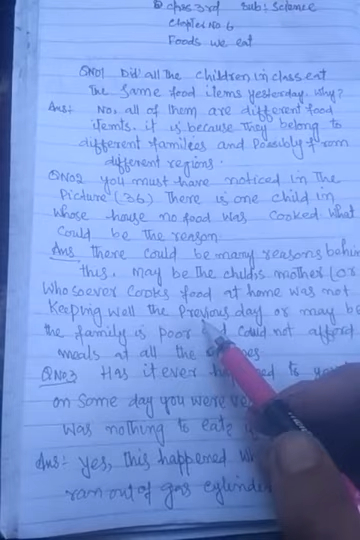 class 3rd Sub: Science
Chapter No. 6
Foods we eat
QNo1 Did all the children in class eat
the same food items yesterday. why?
Ans: No, all of them are different food
items. it is because they belong to
different families and possibly from
different regions.
QNo2 you must have noticed in the
Picture (36) There is one child in
whose house no food was cooked what
could be the reason
Ans there could be many reasons behin
this, may be the child's mother (or
whosoever cooks food at home was not
keeping well the previous day or may be
the family is poor and could not afford
meals at all the
QNo3 Has it ever to
on some day you were
was nothing to eat?
Ans: yes, this happened
ran out of gas cylinder